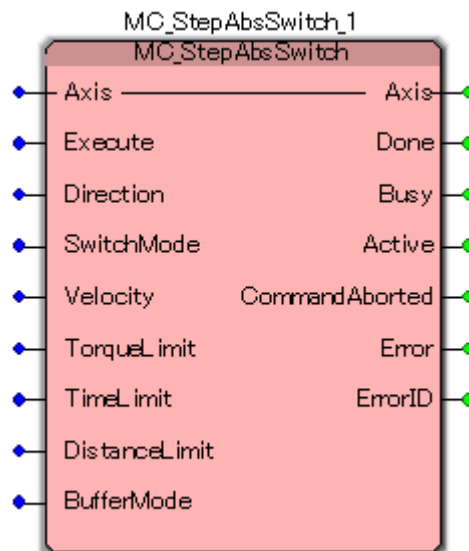 MC_StepAbsSwitch_1
MC_StepAbsSwitch
Axis Axis
Execute Done
Direction Busy
SwitchMode Active
Velocity CommandAborted
TorqueLimit Error
TimeLimit ErrorID
DistanceLimit
BufferMode